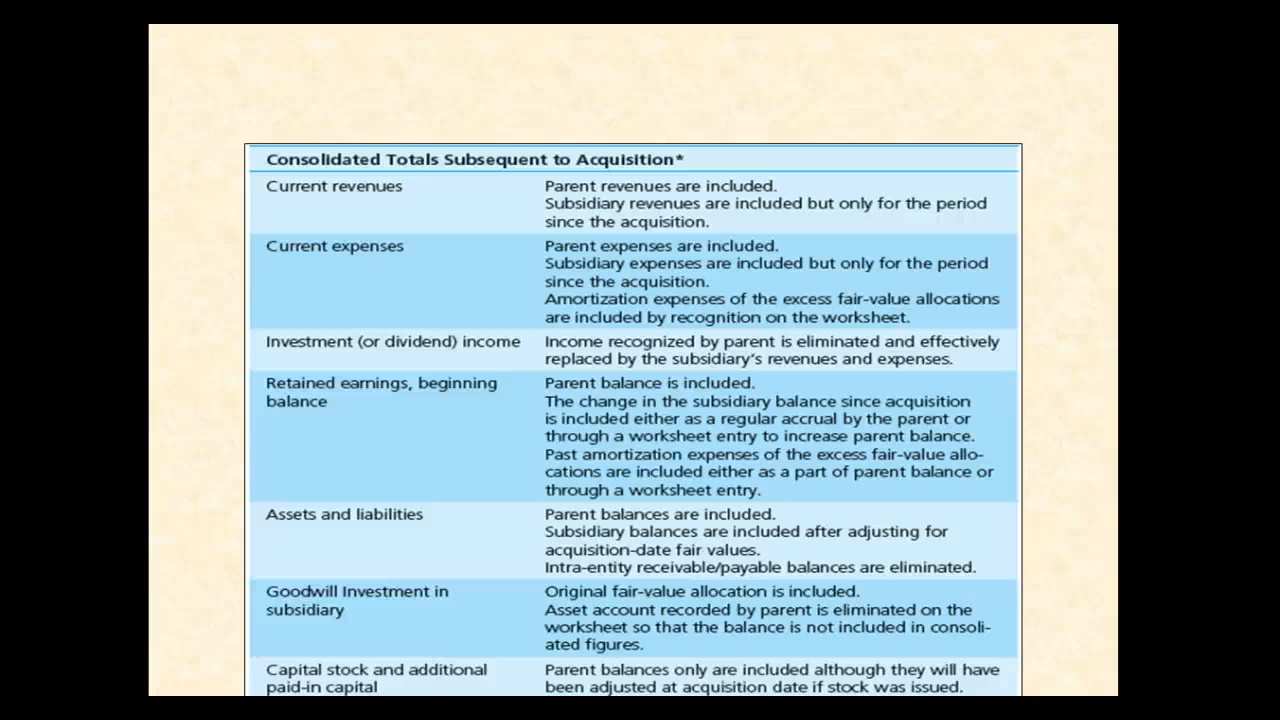 Consolidated Totals Subsequent to Acquisition*
Current revenues
Parent revenues are included.
Subsidiary revenues are included but only for the period
since the acquisition.
Current expenses
Parent expenses are included.
Subsidiary expenses are included but only for the period
since the acquisition.
Amortization expenses of the excess fair-value allocations
are included by recognition on the worksheet.
Investment (or dividend) income
Income recognized by parent is eliminated and effectively
replaced by the subsidiary’s revenues and expenses.
Retained earnings, beginning
balance
Parent balance is included.
The change in the subsidiary balance since acquisition
is included either as a regular accrual by the parent or
through a worksheet entry to increase parent balance.
Past amortization expenses of the excess fair-value allo-
cations are included either as a part of parent balance or
through a worksheet entry.
Assets and liabilities
Parent balances are included.
Subsidiary balances are included after adjusting for
acquisition-date fair values.
Intra-entity receivable/payable balances are eliminated.
Goodwill Investment in
subsidiary
Original fair-value allocation is included.
Asset account recorded by parent is eliminated on the
worksheet so that the balance is not included in consoli-
ated figures.
Capital stock and additional
paid-in capital
Parent balances only are included although they will have
been adjusted at acquisition date if stock was issued.